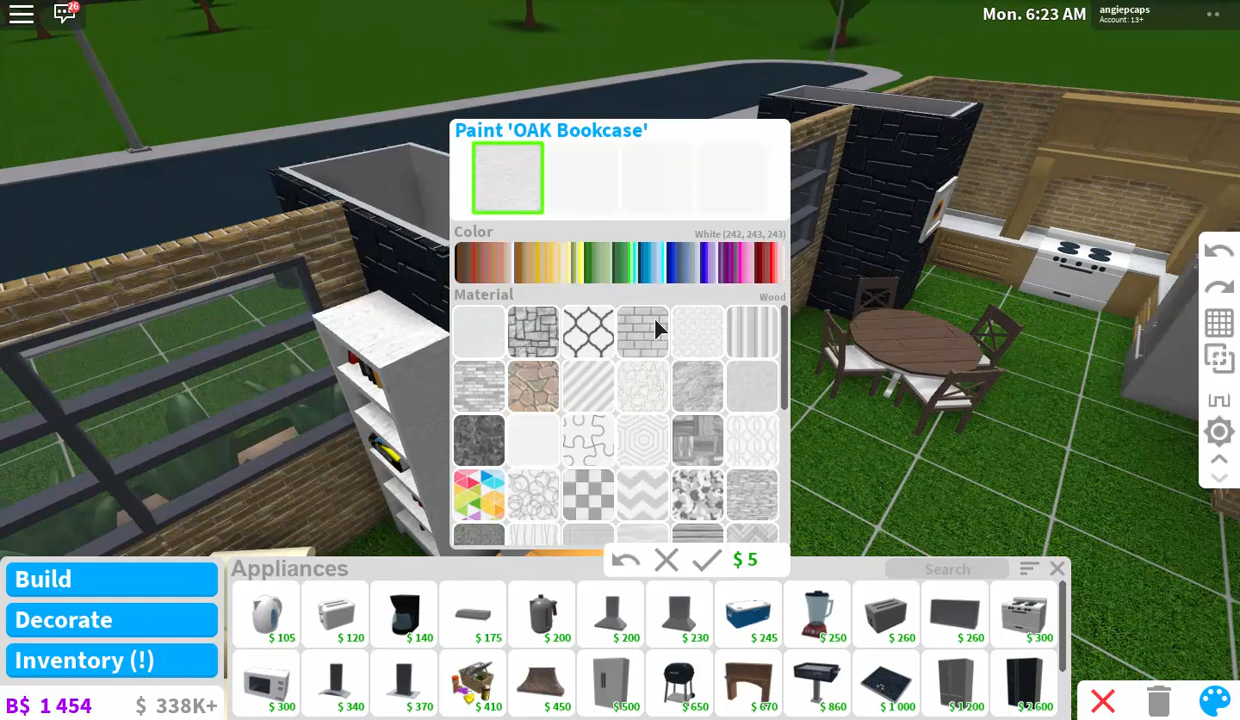 26
Mon. 6:23 AM
angiepcaps
Account: 13+
Paint 'OAK Bookcase'
Color
White (242, 243, 243)
Material
Wood
$ 5
Build
Decorate
Inventory (!)
B$ 1 454
$ 338K+
Appliances
Search
$ 105
$ 120
$ 140
$ 175
$ 200
$ 200
$ 230
$ 245
$ 250
$ 260
$ 260
$ 300
$ 300
$ 340
$ 370
$ 410
$ 450
$ 500
$ 650
$ 670
$ 860
$ 1 000
$ 1 200
$ 2 600